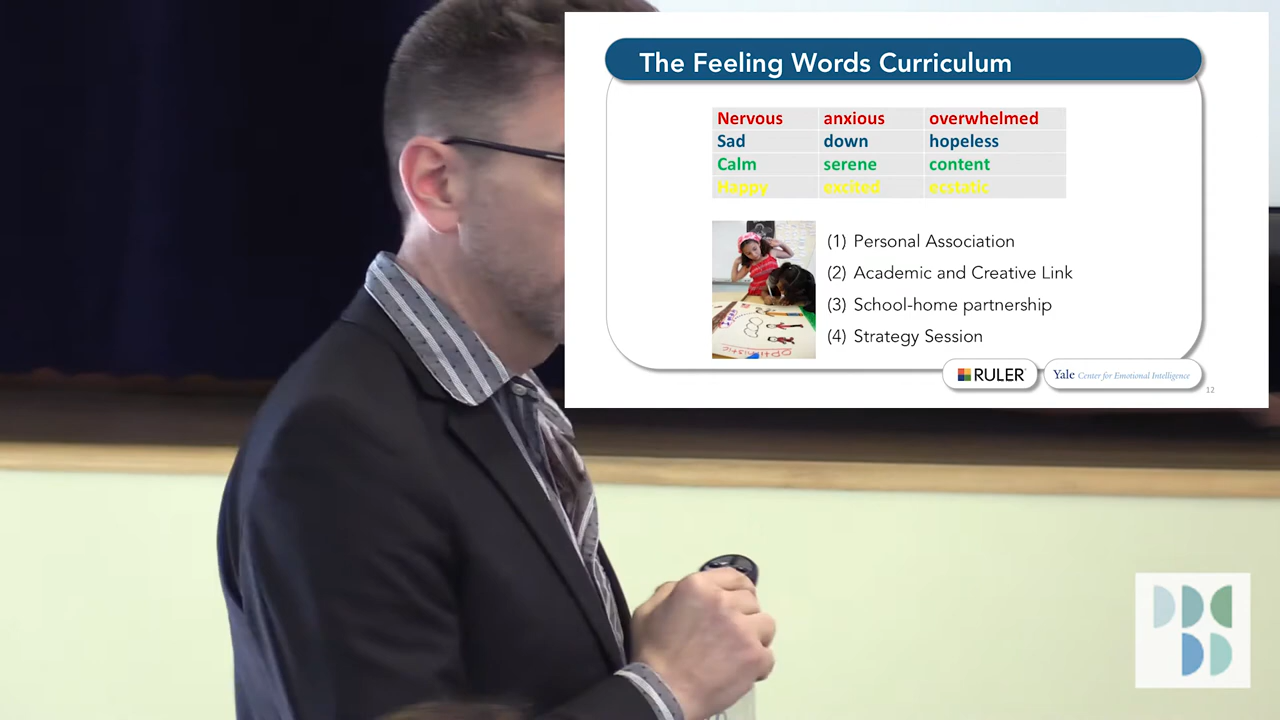 The Feeling Words Curriculum
Nervous anxious overwhelmed
Sad down hopeless
Calm serene content
Happy excited ecstatic
(1) Personal Association
(2) Academic and Creative Link
(3) School-home partnership
(4) Strategy Session
OPTIMISTIC
RULER
Yale Center for Emotional Intelligence
12